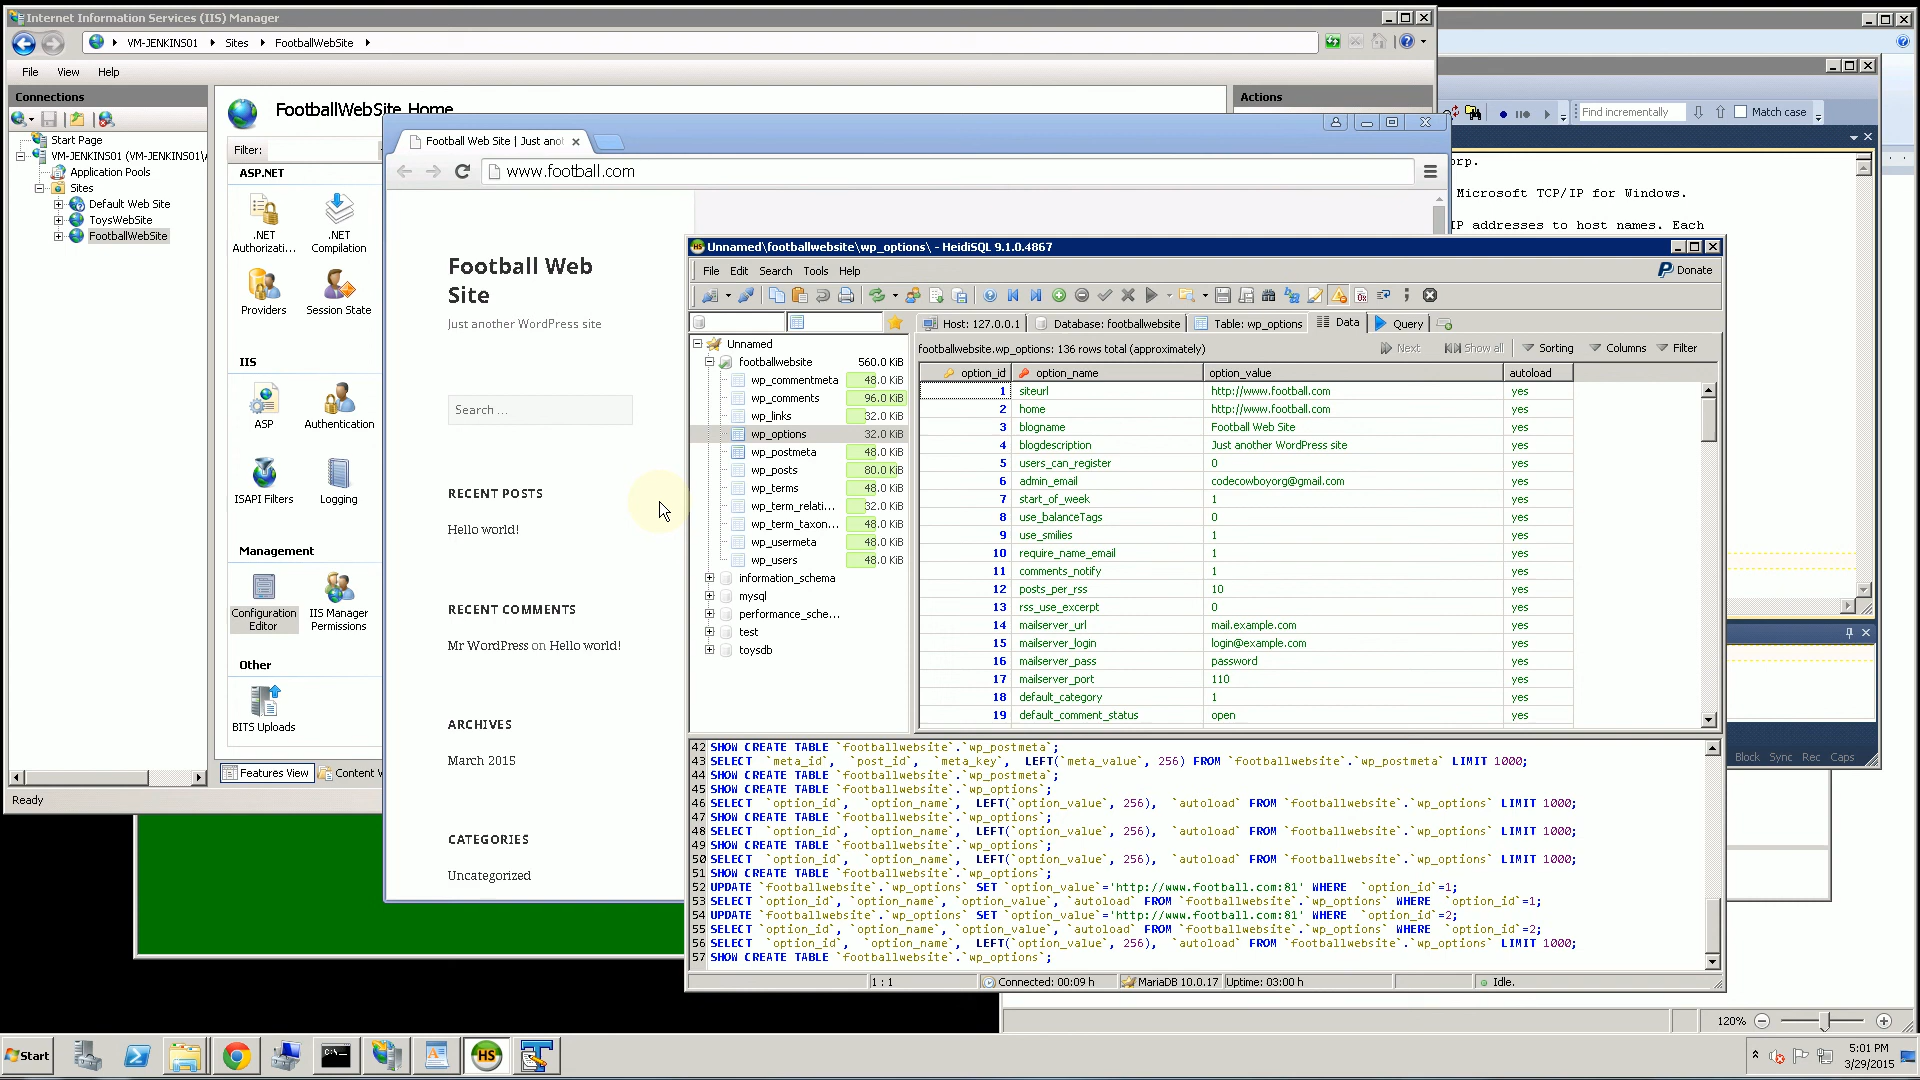 Internet Information Services (IIS) Manager
VM-JENKINS01 Sites FootballWebSite
File View Help
Connections
Start Page
VM-JENKINS01 (VM-JENKINS01\
Application Pools
Sites
Default Web Site
ToysWebSite
FootballWebSite
Ready
FootballWebSite Home
Filter:
ASP.NET
.NET Authorizati...
.NET Compilation
Providers
Session State
IIS
ASP
Authentication
ISAPI Filters
Logging
Management
Configuration Editor
IIS Manager Permissions
Other
BITS Uploads
Features View
Content V
Actions
Football Web Site | Just ano
www.football.com
Football Web
Site
Just another WordPress site
Search ...
RECENT POSTS
Hello world!
RECENT COMMENTS
Mr WordPress on Hello world!
ARCHIVES
March 2015
CATEGORIES
Uncategorized
Find incrementally
Match case
orp.
Microsoft TCP/IP for Windows.
IP addresses to host names. Each
Unnamed\footballwebsite\wp_options\ - HeidiSQL 9.1.0.4867
File Edit Search Tools Help
Donate
Host: 127.0.0.1 Database: footballwebsite Table: wp_options Data Query
Unnamed
footballwebsite 560.0 KiB
wp_commentmeta 48.0 KiB
wp_comments 96.0 KiB
wp_links 32.0 KiB
wp_options 32.0 KiB
wp_postmeta 48.0 KiB
wp_posts 80.0 KiB
wp_terms 48.0 KiB
wp_term_relati... 32.0 KiB
wp_term_taxon... 48.0 KiB
wp_usermeta 48.0 KiB
wp_users 48.0 KiB
information_schema
mysql
performance_sche...
test
toysdb
footballwebsite.wp_options: 136 rows total (approximately)
Next Show all Sorting Columns Filter
option_id option_name option_value autoload
1 siteurl http://www.football.com yes
2 home http://www.football.com yes
3 blogname Football Web Site yes
4 blogdescription Just another WordPress site yes
5 users_can_register 0 yes
6 admin_email codecowboyorg@gmail.com yes
7 start_of_week 1 yes
8 use_balanceTags 0 yes
9 use_smilies 1 yes
10 require_name_email 1 yes
11 comments_notify 1 yes
12 posts_per_rss 10 yes
13 rss_use_excerpt 0 yes
14 mailserver_url mail.example.com yes
15 mailserver_login login@example.com yes
16 mailserver_pass password yes
17 mailserver_port 110 yes
18 default_category 1 yes
19 default_comment_status open yes
42 SHOW CREATE TABLE `footballwebsite`.`wp_postmeta`;
43 SELECT `meta_id`, `post_id`, `meta_key`, LEFT(`meta_value`, 256) FROM `footballwebsite`.`wp_postmeta` LIMIT 1000;
44 SHOW CREATE TABLE `footballwebsite`.`wp_postmeta`;
45 SHOW CREATE TABLE `footballwebsite`.`wp_options`;
46 SELECT `option_id`, `option_name`, LEFT(`option_value`, 256), `autoload` FROM `footballwebsite`.`wp_options` LIMIT 1000;
47 SHOW CREATE TABLE `footballwebsite`.`wp_options`;
48 SELECT `option_id`, `option_name`, LEFT(`option_value`, 256), `autoload` FROM `footballwebsite`.`wp_options` LIMIT 1000;
49 SHOW CREATE TABLE `footballwebsite`.`wp_options`;
50 SELECT `option_id`, `option_name`, LEFT(`option_value`, 256), `autoload` FROM `footballwebsite`.`wp_options` LIMIT 1000;
51 SHOW CREATE TABLE `footballwebsite`.`wp_options`;
52 UPDATE `footballwebsite`.`wp_options` SET `option_value`='http://www.football.com:81' WHERE `option_id`=1;
53 SELECT `option_id`, `option_name`, `option_value`, `autoload` FROM `footballwebsite`.`wp_options` WHERE `option_id`=1;
54 UPDATE `footballwebsite`.`wp_options` SET `option_value`='http://www.football.com:81' WHERE `option_id`=2;
55 SELECT `option_id`, `option_name`, `option_value`, `autoload` FROM `footballwebsite`.`wp_options` WHERE `option_id`=2;
56 SELECT `option_id`, `option_name`, LEFT(`option_value`, 256), `autoload` FROM `footballwebsite`.`wp_options` LIMIT 1000;
57 SHOW CREATE TABLE `footballwebsite`.`wp_options`;
1 : 1 Connected: 00:09 h MariaDB 10.0.17 Uptime: 03:00 h Idle.
Block Sync Rec Caps
120%
Start
5:01 PM
3/29/2015